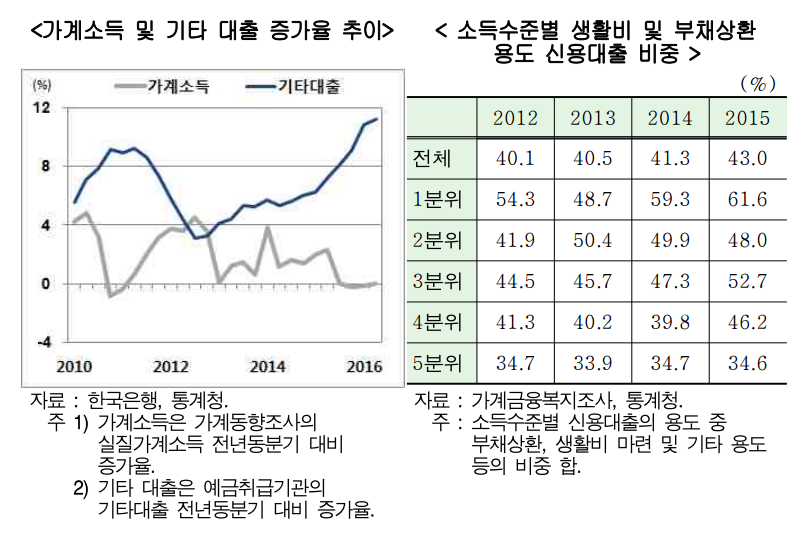 <가계소득 및 기타 대출 증가율 추이>
(%)
가계소득
기타대출
12
8
4
0
-4
2010 2012 2014 2016
자료 : 한국은행, 통계청.
주 1) 가계소득은 가계동향조사의
실질가계소득 전년동분기 대비
증가율.
2) 기타 대출은 예금취급기관의
기타대출 전년동분기 대비 증가율.
< 소득수준별 생활비 및 부채상환
용도 신용대출 비중 >
(%)
2012 2013 2014 2015
전체 40.1 40.5 41.3 43.0
1분위 54.3 48.7 59.3 61.6
2분위 41.9 50.4 49.9 48.0
3분위 44.5 45.7 47.3 52.7
4분위 41.3 40.2 39.8 46.2
5분위 34.7 33.9 34.7 34.6
자료 : 가계금융복지조사, 통계청.
주 : 소득수준별 신용대출의 용도 중
부채상환, 생활비 마련 및 기타 용도
등의 비중 합.